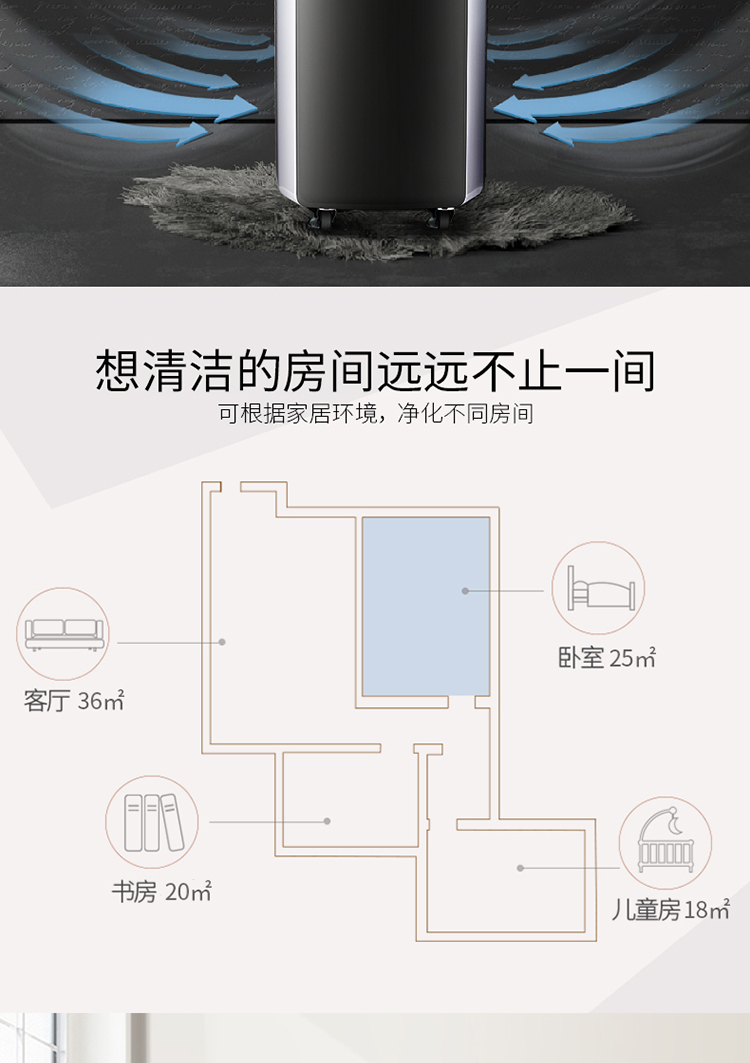 想清洁的房间远远不止一间
可根据家居环境，净化不同房间
卧室 25㎡
客厅 36㎡
书房 20㎡
儿童房 18㎡